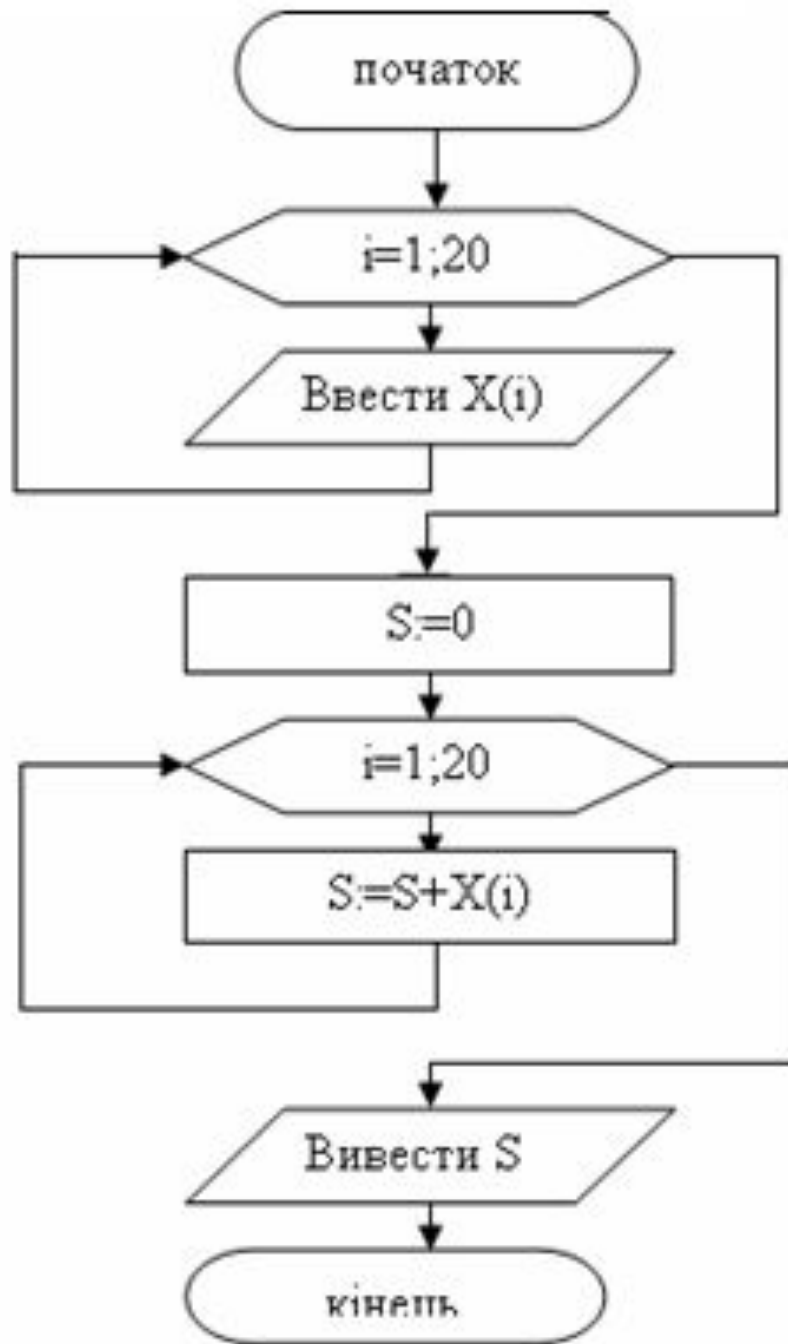 початок
i=1;20
Ввести X(i)
S:=0
i=1;20
S:=S+X(i)
Вивести S
кінець